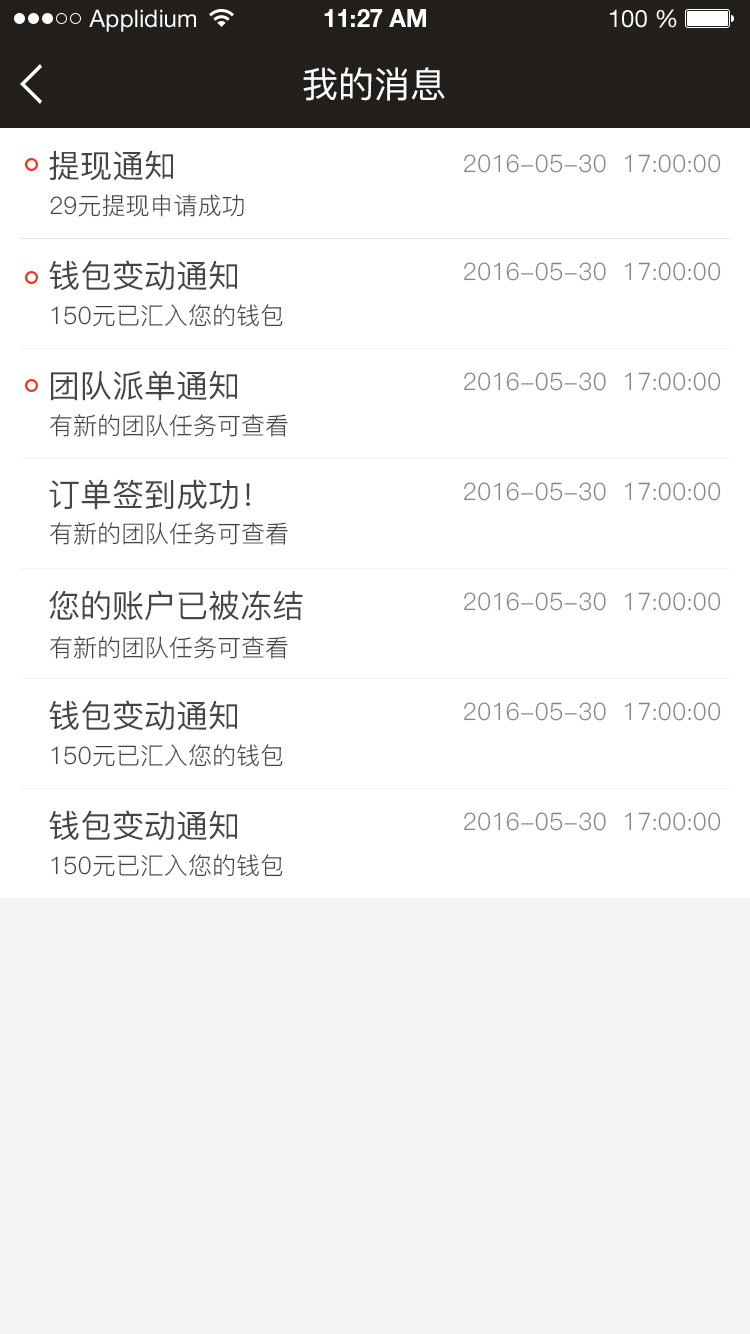 Applidium 11:27 AM 100 %
我的消息
提现通知 2016-05-30 17:00:00
29元提现申请成功
钱包变动通知 2016-05-30 17:00:00
150元已汇入您的钱包
团队派单通知 2016-05-30 17:00:00
有新的团队任务可查看
订单签到成功！ 2016-05-30 17:00:00
有新的团队任务可查看
您的账户已被冻结 2016-05-30 17:00:00
有新的团队任务可查看
钱包变动通知 2016-05-30 17:00:00
150元已汇入您的钱包
钱包变动通知 2016-05-30 17:00:00
150元已汇入您的钱包